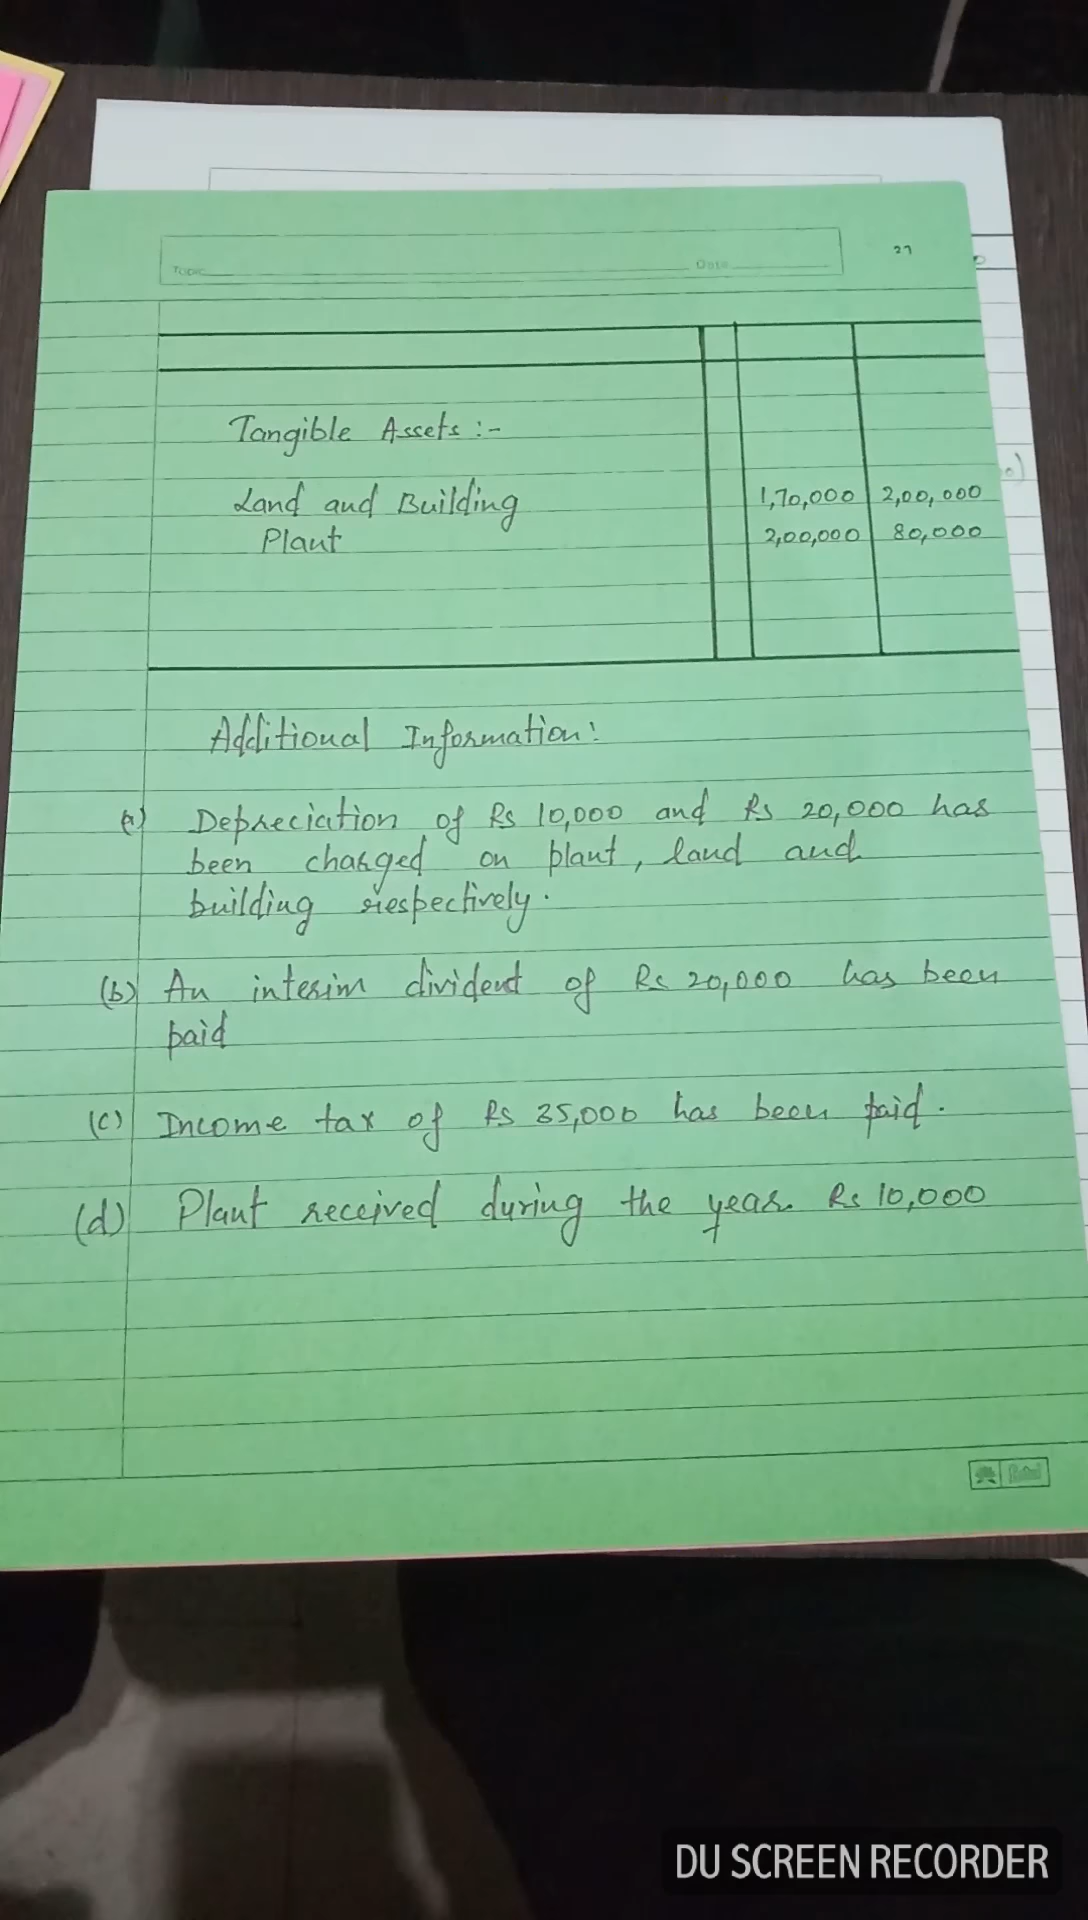 27
Topic
Date
Tangible Assets :-
Land and Building 1,70,000 2,00,000
Plant 2,00,000 80,000
Additional Information:
(a) Depreciation of Rs 10,000 and Rs 20,000 has
been charged on plant, land and
building respectively.
(b) An interim divident of Rs 20,000 has been
paid
(c) Income tax of Rs 35,000 has been paid.
(d) Plant received during the year Rs 10,000
DU SCREEN RECORDER